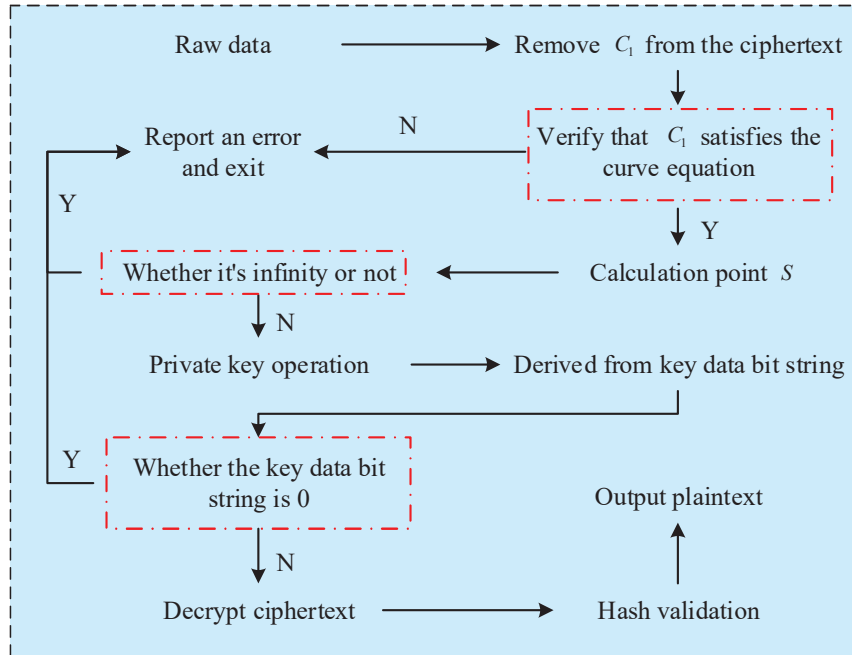 Raw data
Remove C₁ from the ciphertext
Report an error
and exit
N
Verify that C₁ satisfies the
curve equation
Y
Y
Whether it's infinity or not
Calculation point S
N
Private key operation
Derived from key data bit string
Y
Whether the key data bit
string is 0
Output plaintext
N
Decrypt ciphertext
Hash validation